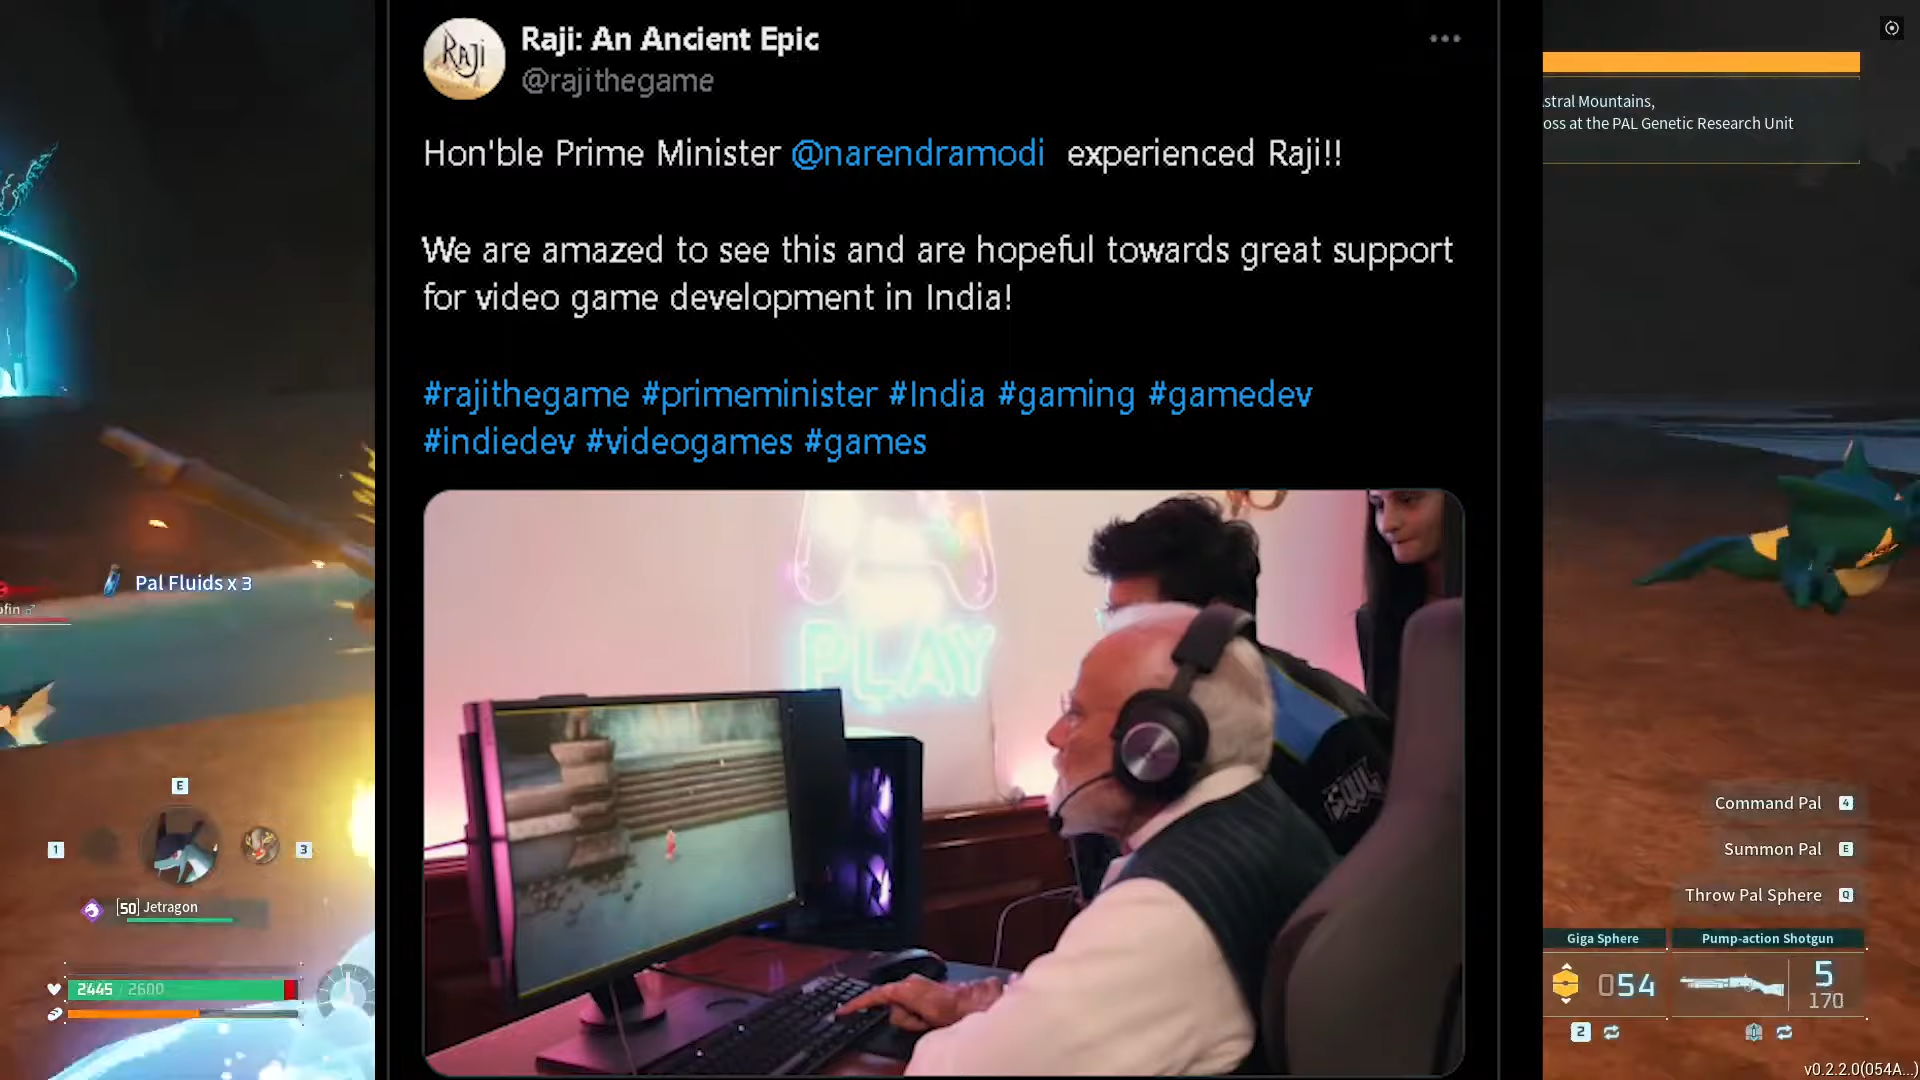 RAJI
Raji: An Ancient Epic
@rajithegame
Hon'ble Prime Minister @narendramodi experienced Raji!!
We are amazed to see this and are hopeful towards great support
for video game development in India!
#rajithegame #primeminister #India #gaming #gamedev
#indiedev #videogames #games
PLAY
stral Mountains,
oss at the PAL Genetic Research Unit
Pal Fluids x 3
E
1
3
[50] Jetragon
2445 / 2600
Command Pal 4
Summon Pal E
Throw Pal Sphere Q
Giga Sphere
Pump-action Shotgun
054
5
170
2
v0.2.2.0(054A...)